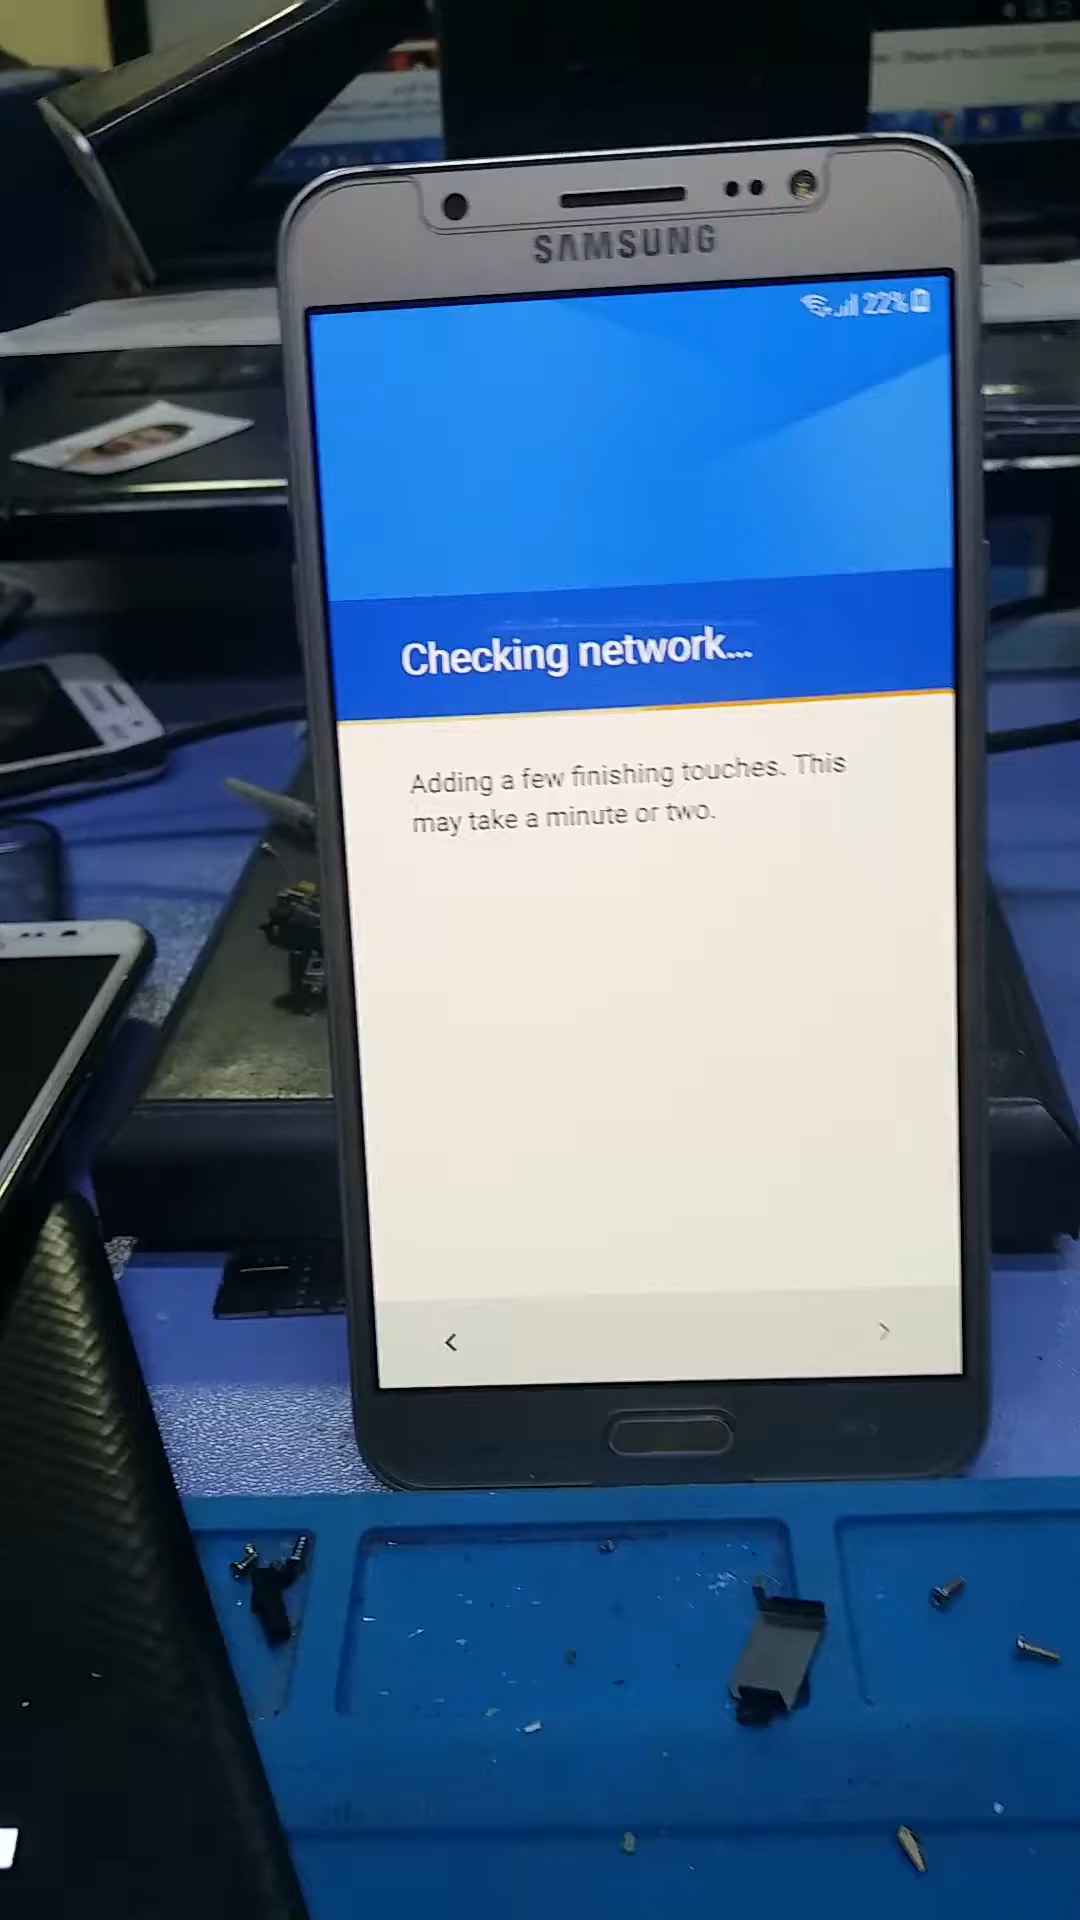 SAMSUNG
22%
Checking network...
Adding a few finishing touches. This
may take a minute or two.